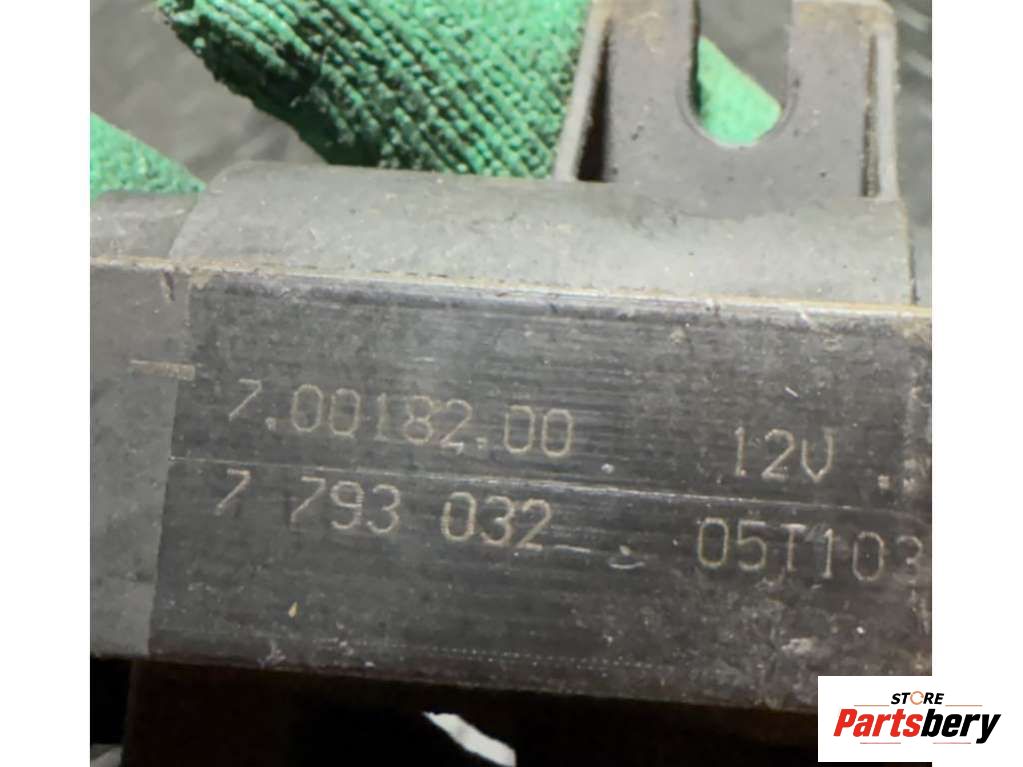 7.00182.00 . 12V .
7 793 032 . 05T103
STORE
Partsbery